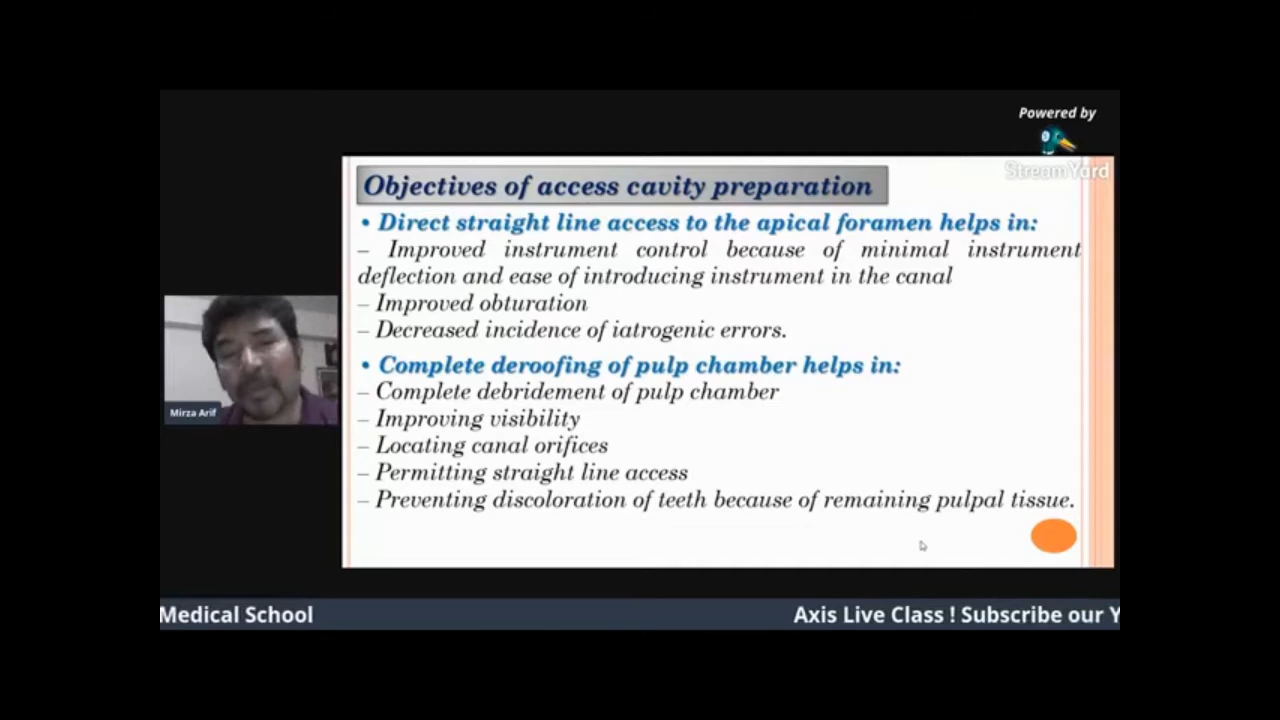 Powered by
StreamYard
Objectives of access cavity preparation
• Direct straight line access to the apical foramen helps in:
– Improved instrument control because of minimal instrument
deflection and ease of introducing instrument in the canal
– Improved obturation
– Decreased incidence of iatrogenic errors.
• Complete deroofing of pulp chamber helps in:
– Complete debridement of pulp chamber
– Improving visibility
– Locating canal orifices
– Permitting straight line access
– Preventing discoloration of teeth because of remaining pulpal tissue.
Mirza Arif
Medical School
Axis Live Class ! Subscribe our Y